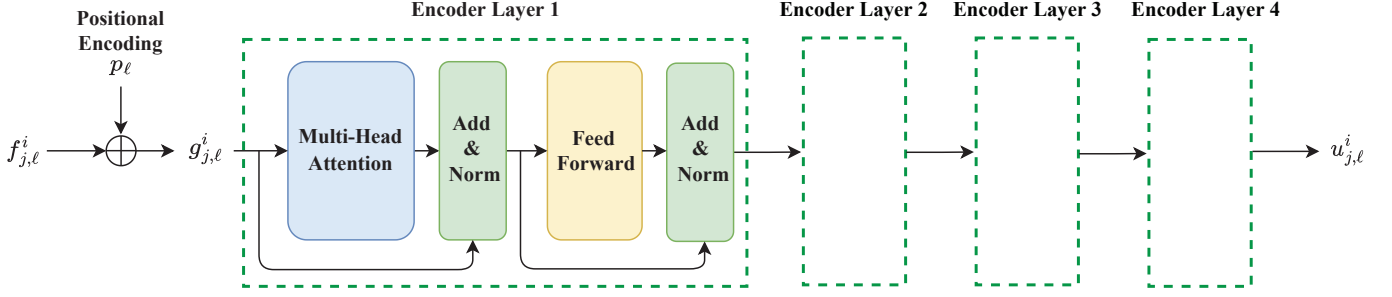 Encoder Layer 1
Encoder Layer 2
Encoder Layer 3
Encoder Layer 4
Positional
Encoding
p_ℓ
f^i_{j,ℓ}
g^i_{j,ℓ}
Multi-Head
Attention
Add
&
Norm
Feed
Forward
Add
&
Norm
u^i_{j,ℓ}